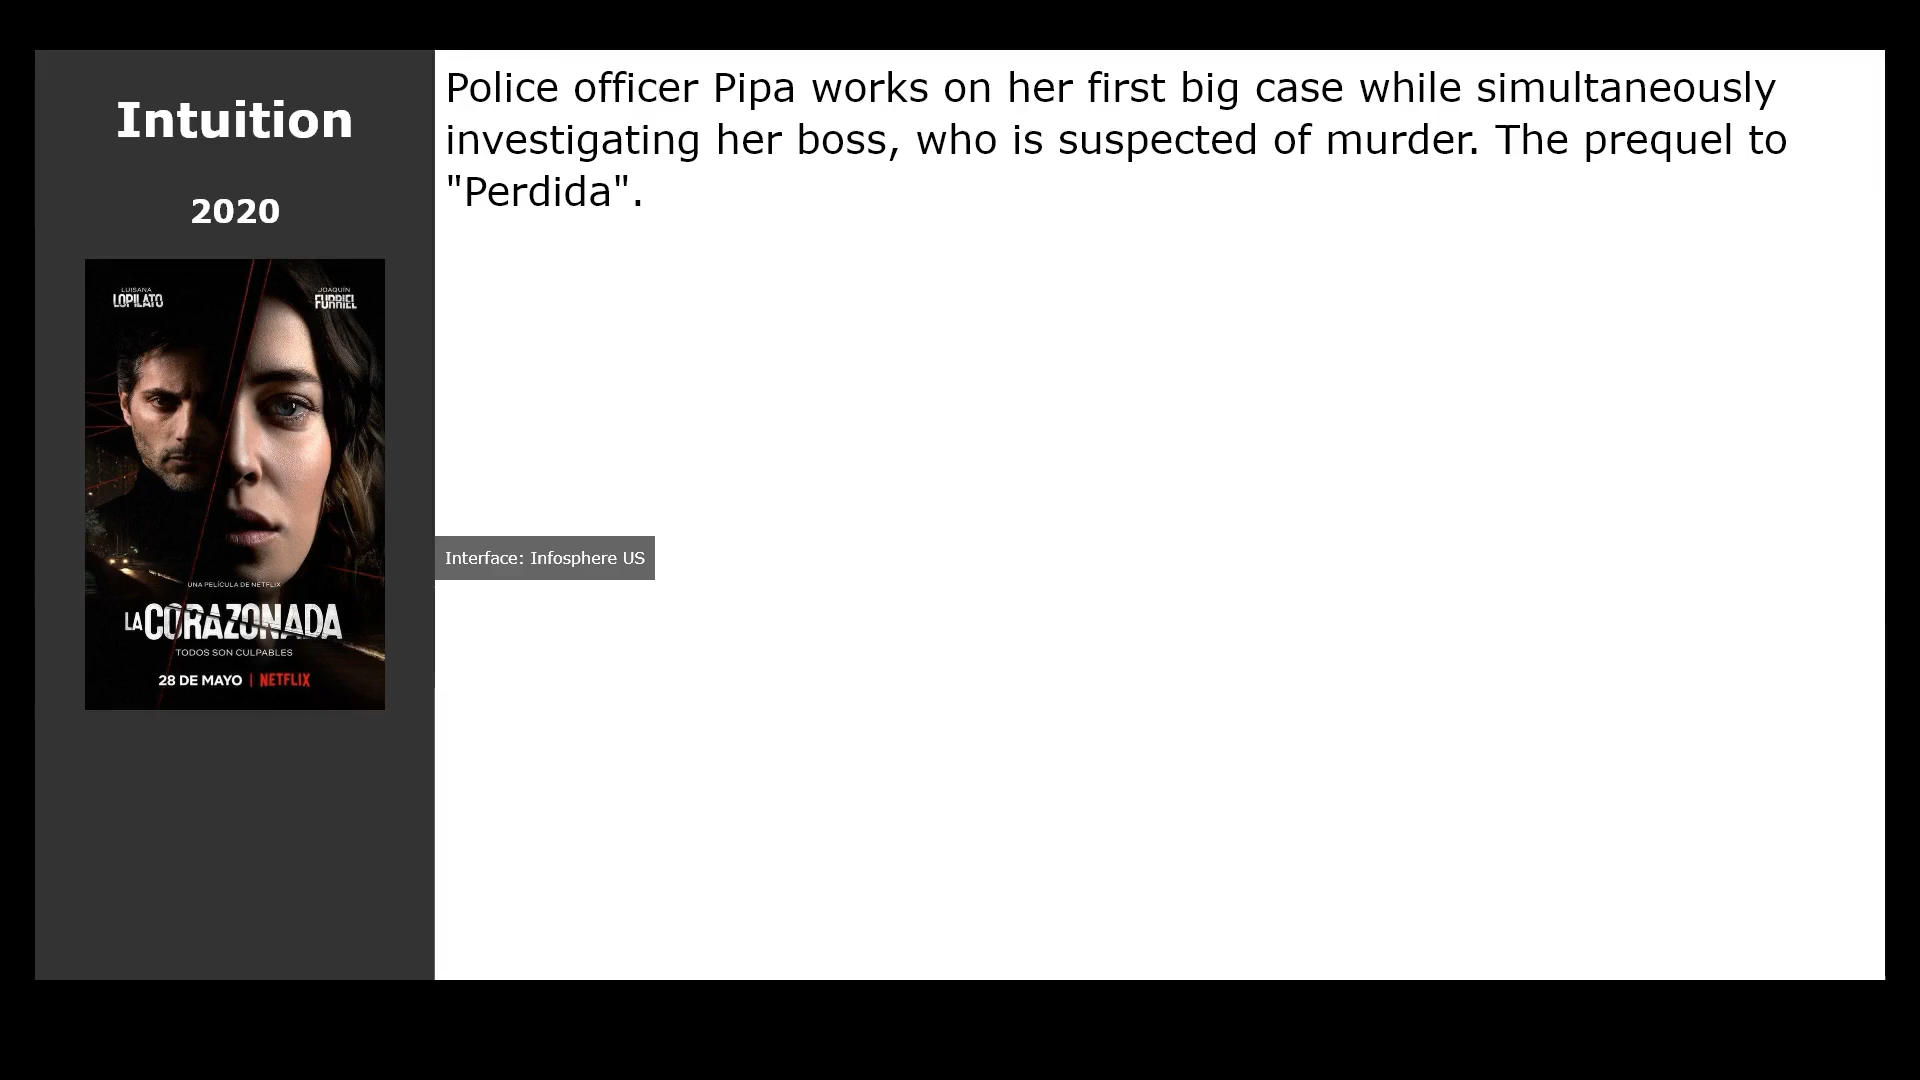 Intuition
2020
LUISANA
LOPILATO
JOAQUÍN
FURRIEL
UNA PELÍCULA DE NETFLIX
LA CORAZONADA
TODOS SON CULPABLES
28 DE MAYO | NETFLIX
Police officer Pipa works on her first big case while simultaneously
investigating her boss, who is suspected of murder. The prequel to
"Perdida".
Interface: Infosphere US